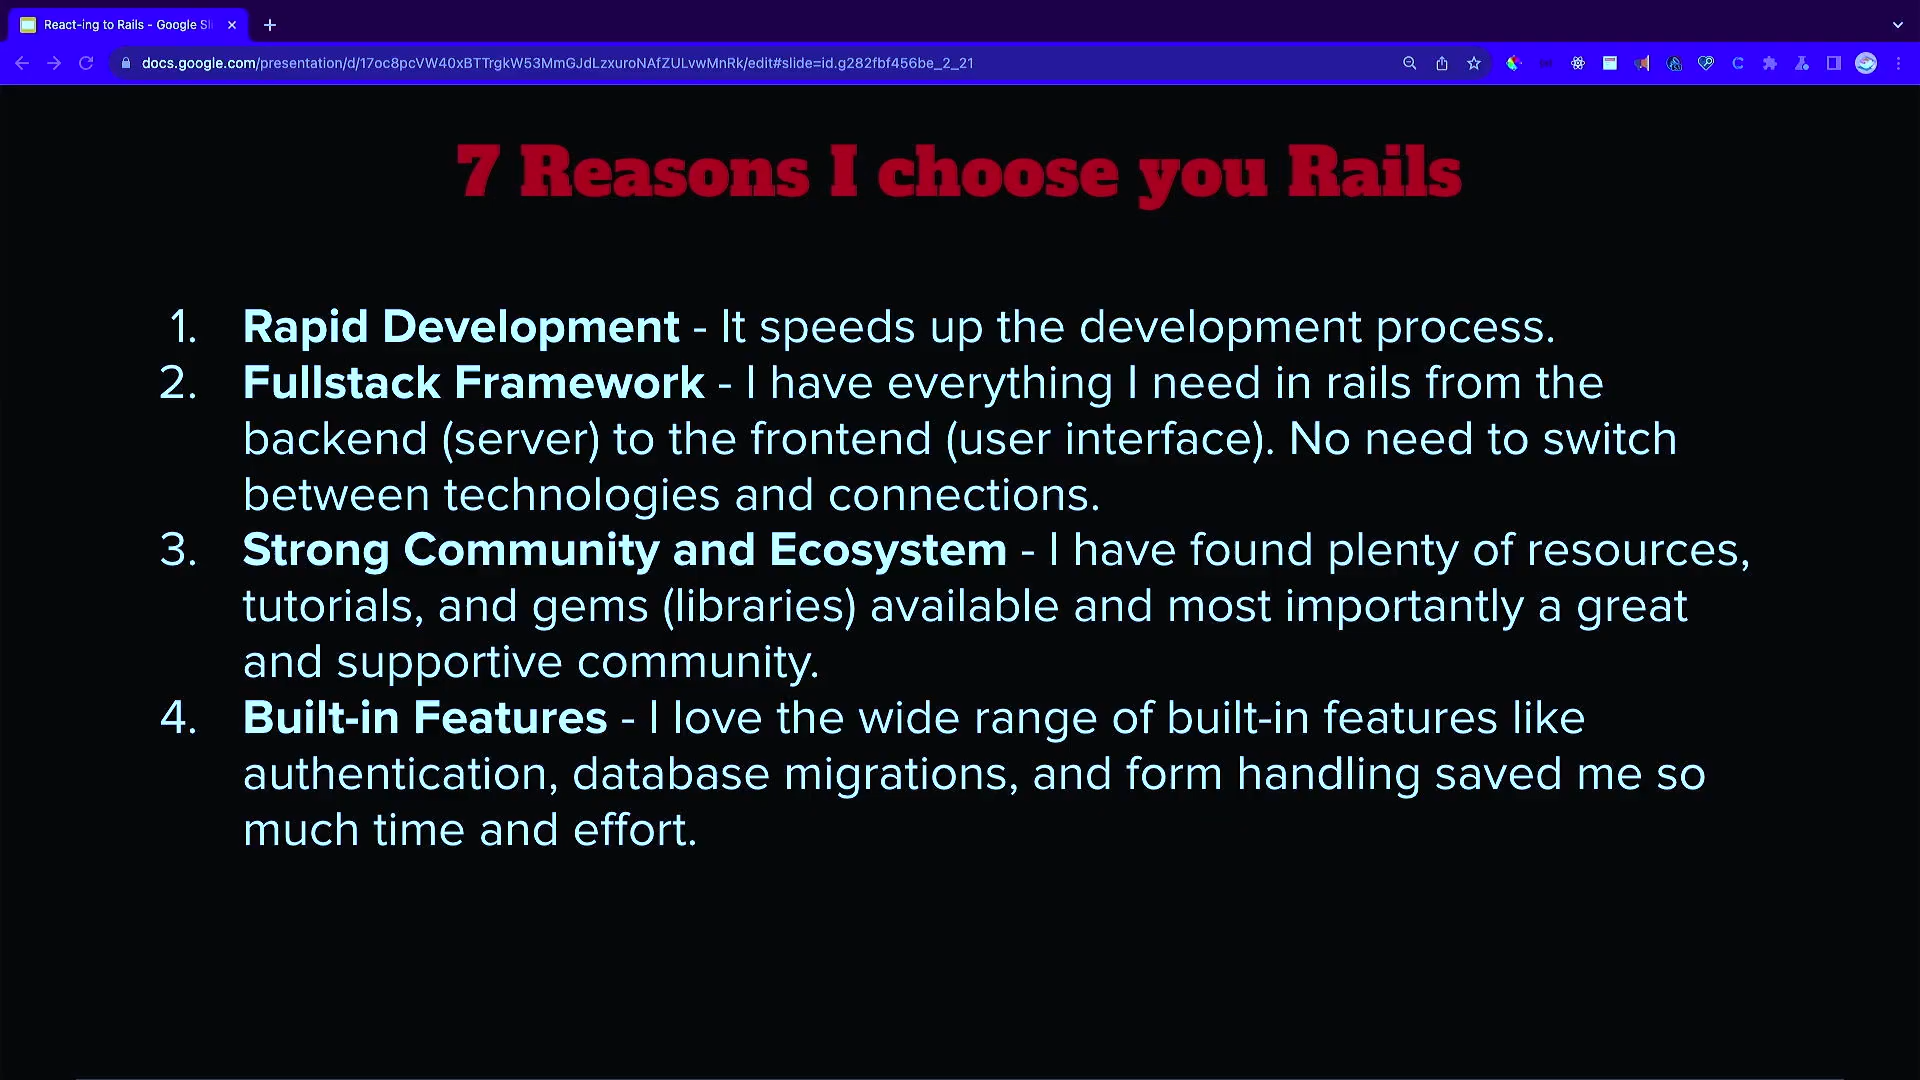 React-ing to Rails - Google Sli
docs.google.com/presentation/d/17oc8pcVW40xBTTrgkW53MmGJdLzxuroNAfZULvwMnRk/edit#slide=id.g282fbf456be_2_21
7 Reasons I choose you Rails
1. Rapid Development - It speeds up the development process.
2. Fullstack Framework - I have everything I need in rails from the
backend (server) to the frontend (user interface). No need to switch
between technologies and connections.
3. Strong Community and Ecosystem - I have found plenty of resources,
tutorials, and gems (libraries) available and most importantly a great
and supportive community.
4. Built-in Features - I love the wide range of built-in features like
authentication, database migrations, and form handling saved me so
much time and effort.